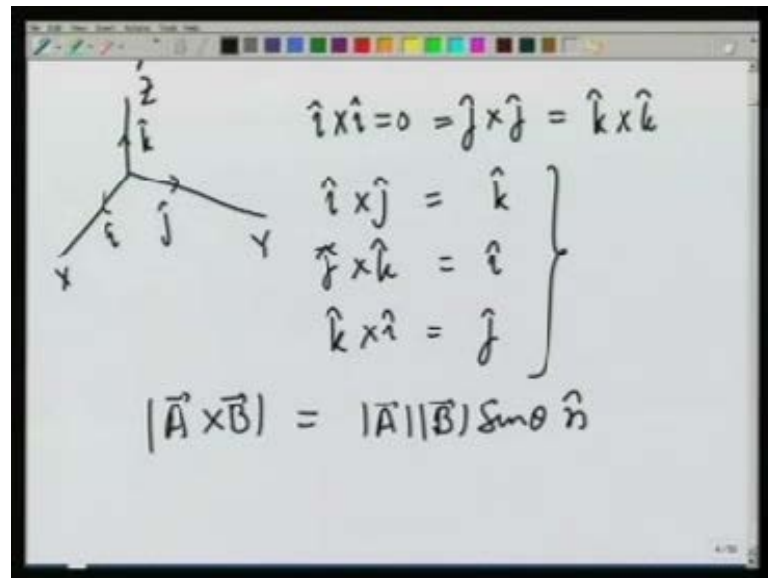 Z
k̂
î
ĵ
X
Y
î x î = 0 = ĵ x ĵ = k̂ x k̂
î x ĵ = k̂
ĵ x k̂ = î
k̂ x î = ĵ
|A⃗ x B⃗| = |A⃗||B⃗| Sinθ n̂